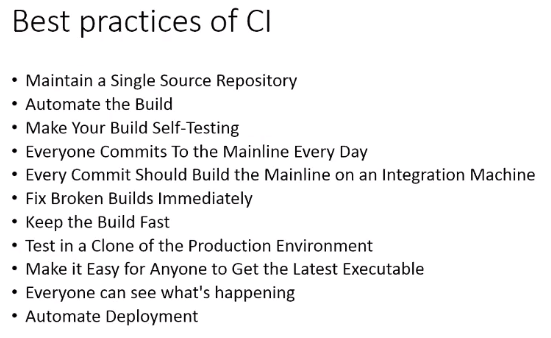 Best practices of CI
• Maintain a Single Source Repository
• Automate the Build
• Make Your Build Self-Testing
• Everyone Commits To the Mainline Every Day
• Every Commit Should Build the Mainline on an Integration Machine
• Fix Broken Builds Immediately
• Keep the Build Fast
• Test in a Clone of the Production Environment
• Make it Easy for Anyone to Get the Latest Executable
• Everyone can see what's happening
• Automate Deployment